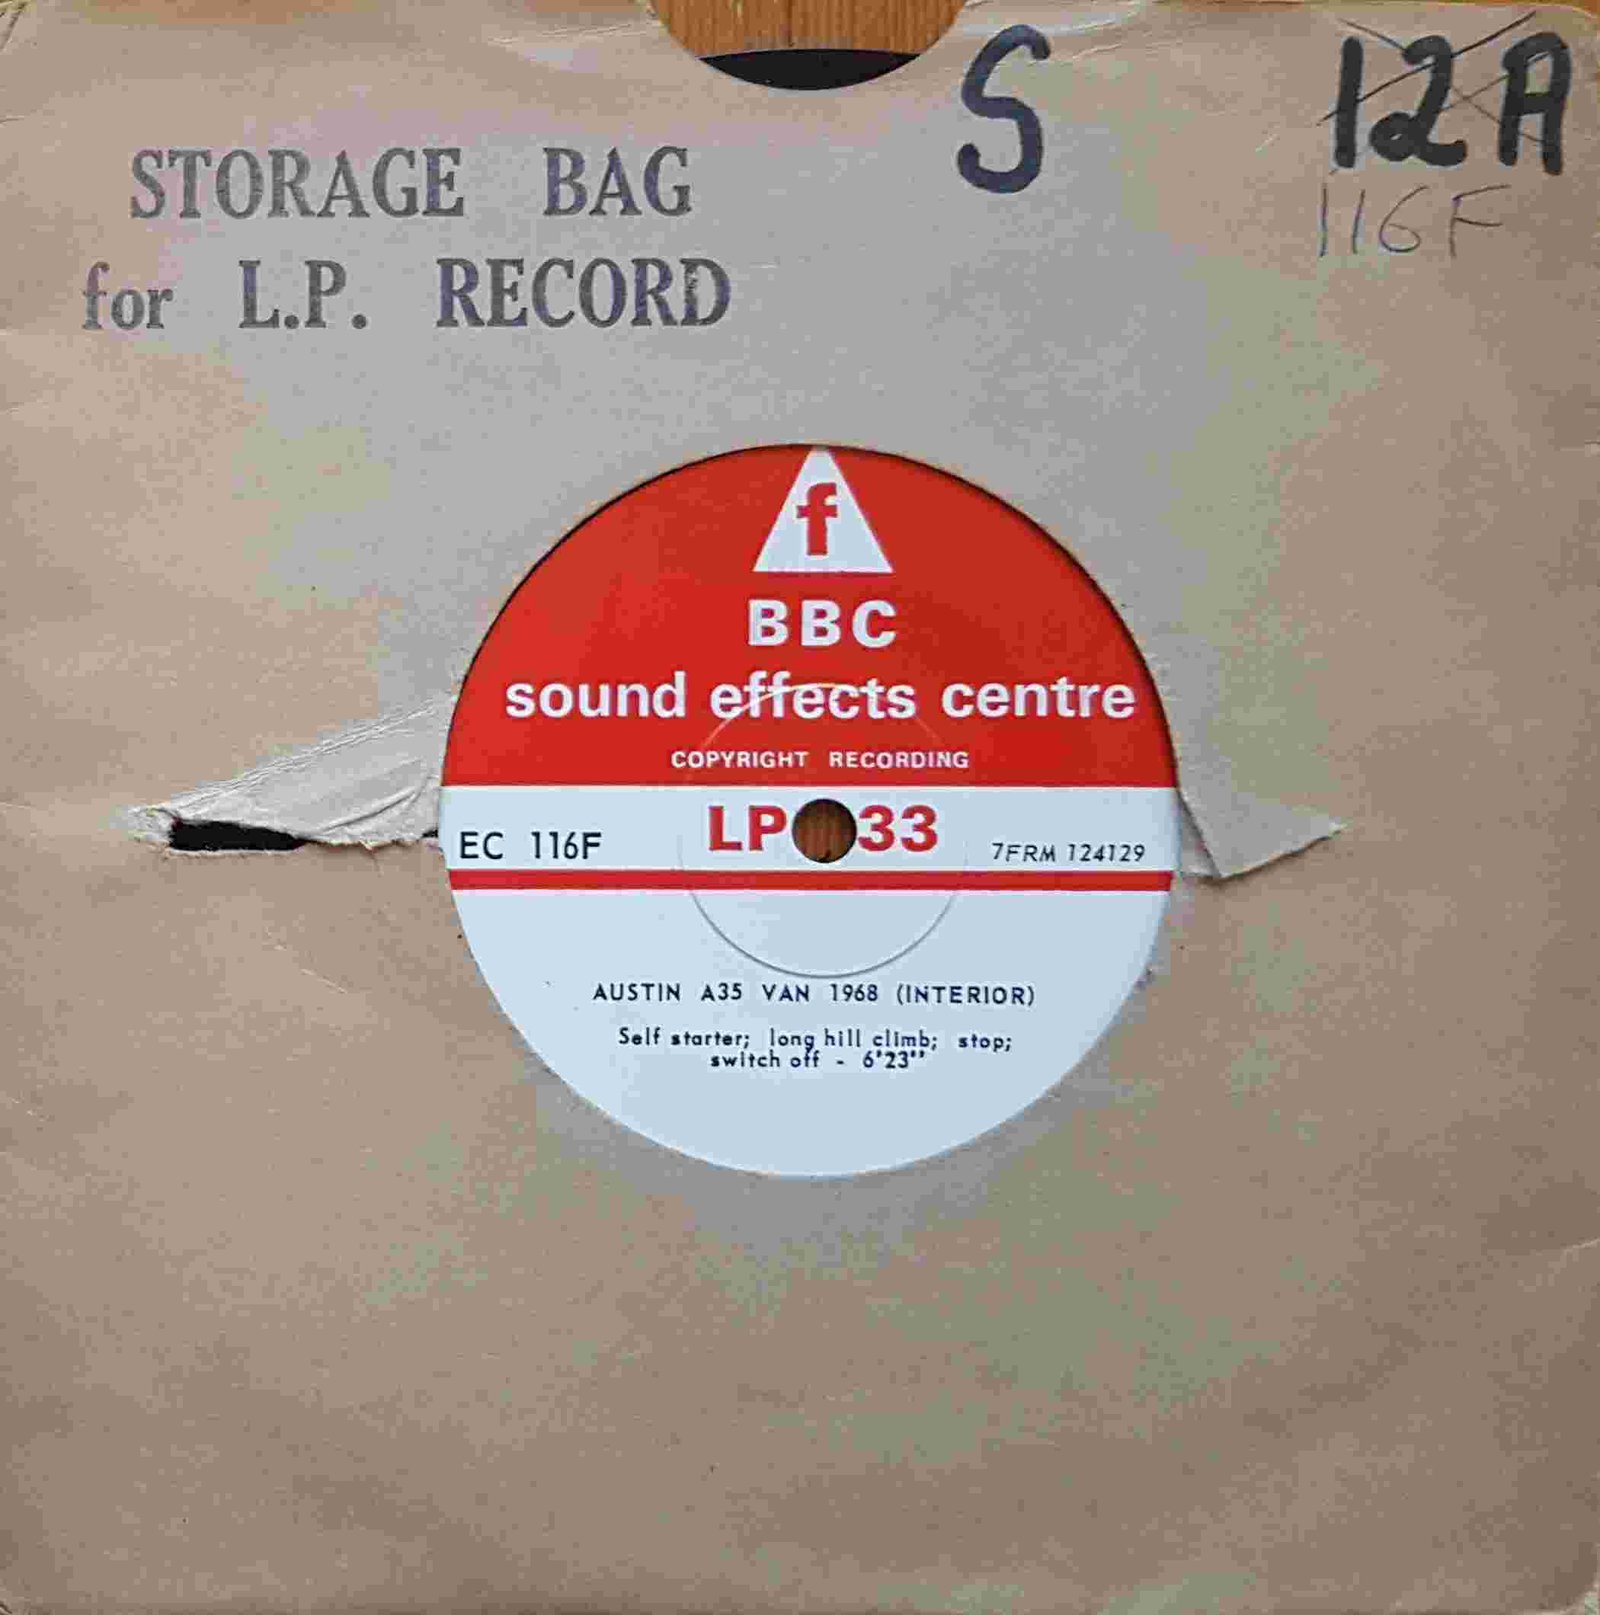 S 12A
116F
STORAGE BAG
for L.P. RECORD
f
BBC
sound effects centre
COPYRIGHT RECORDING
EC 116F LP 33 7FRM 124129
AUSTIN A35 VAN 1968 (INTERIOR)
Self starter; long hill climb; stop;
switch off - 6'23"